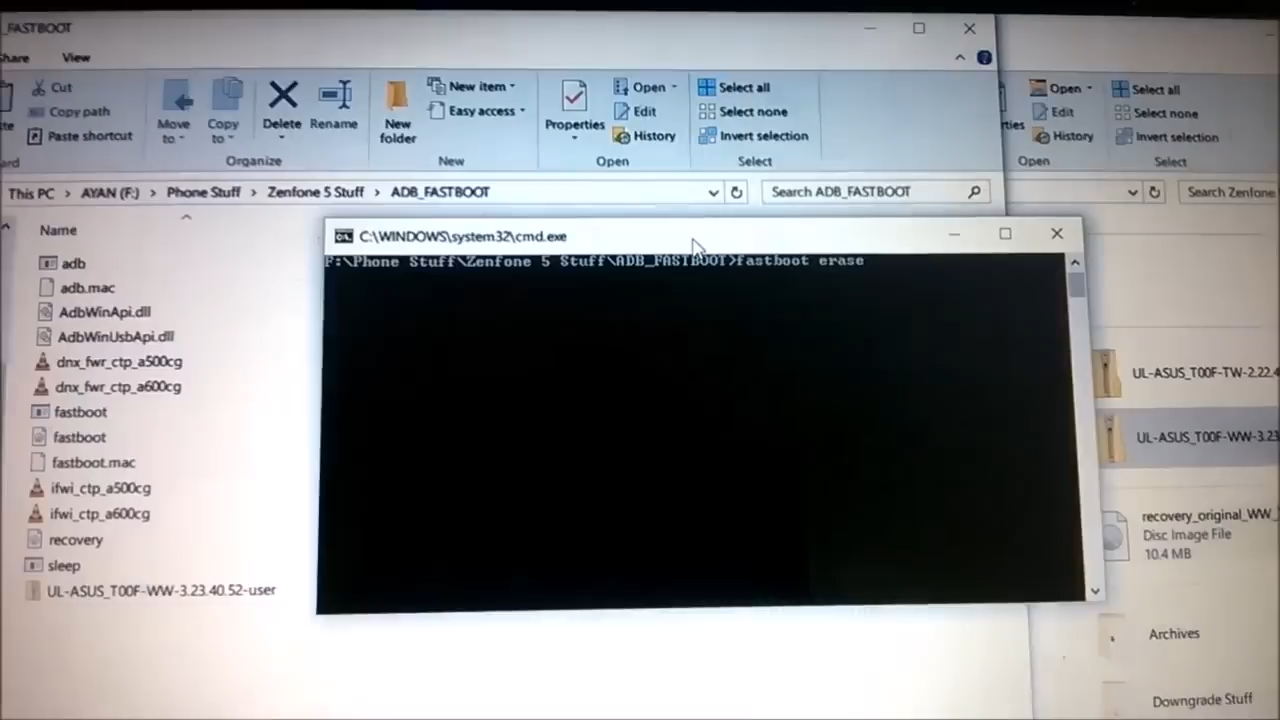 _FASTBOOT
Share View
Cut
Copy path
Paste shortcut
Move to
Copy to
Delete
Rename
Organize
New folder
New item
Easy access
New
Properties
Open
Edit
History
Open
Select all
Select none
Invert selection
Select
Open
Edit
History
Open
Select all
Select none
Invert selection
Select
This PC > AYAN (F:) > Phone Stuff > Zenfone 5 Stuff > ADB_FASTBOOT
Search ADB_FASTBOOT
Search Zenfone
Name
adb
adb.mac
AdbWinApi.dll
AdbWinUsbApi.dll
dnx_fwr_ctp_a500cg
dnx_fwr_ctp_a600cg
fastboot
fastboot
fastboot.mac
ifwi_ctp_a500cg
ifwi_ctp_a600cg
recovery
sleep
UL-ASUS_T00F-WW-3.23.40.52-user
C:\WINDOWS\system32\cmd.exe
F:\Phone Stuff\Zenfone 5 Stuff\ADB_FASTBOOT>fastboot erase
UL-ASUS_T00F-TW-2.22.4
UL-ASUS_T00F-WW-3.23
recovery_original_WW_
Disc Image File
10.4 MB
Archives
Downgrade Stuff